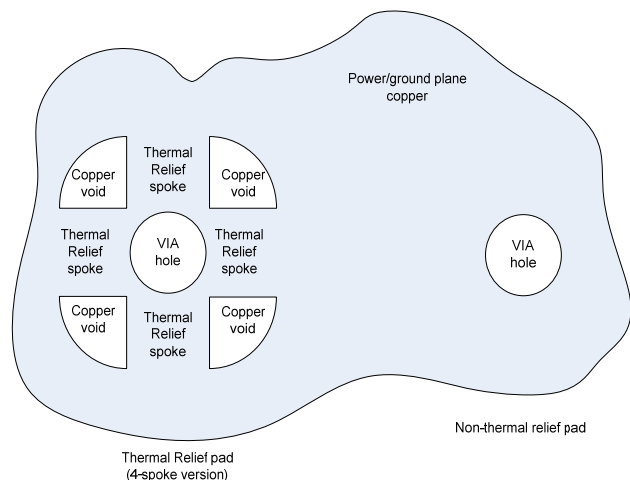 Power/ground plane
copper
Thermal
Relief
spoke
Copper
void
Copper
void
Thermal
Relief
spoke
VIA
hole
Thermal
Relief
spoke
VIA
hole
Copper
void
Thermal
Relief
spoke
Copper
void
Non-thermal relief pad
Thermal Relief pad
(4-spoke version)